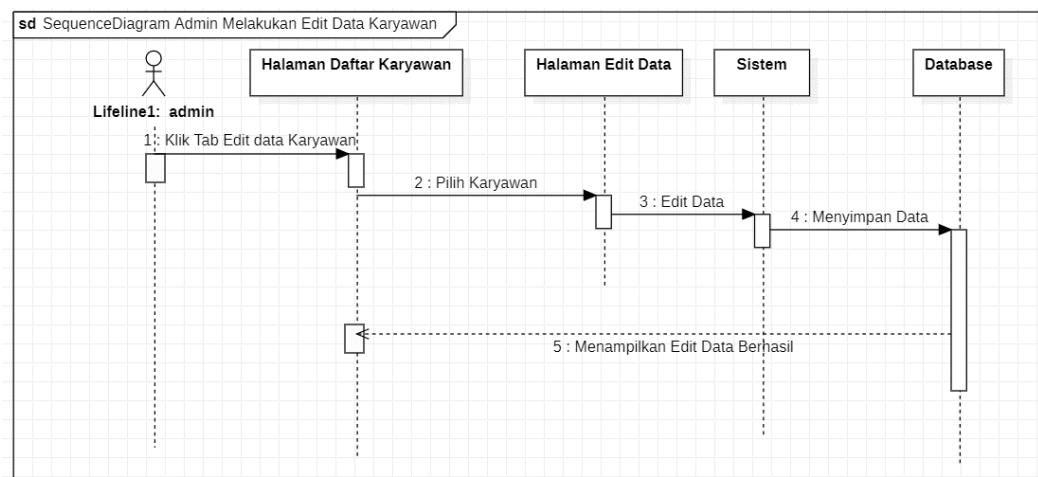 sd SequenceDiagram Admin Melakukan Edit Data Karyawan
Halaman Daftar Karyawan
Halaman Edit Data
Sistem
Database
Lifeline1: admin
1 : Klik Tab Edit data Karyawan
2 : Pilih Karyawan
3 : Edit Data
4 : Menyimpan Data
5 : Menampilkan Edit Data Berhasil